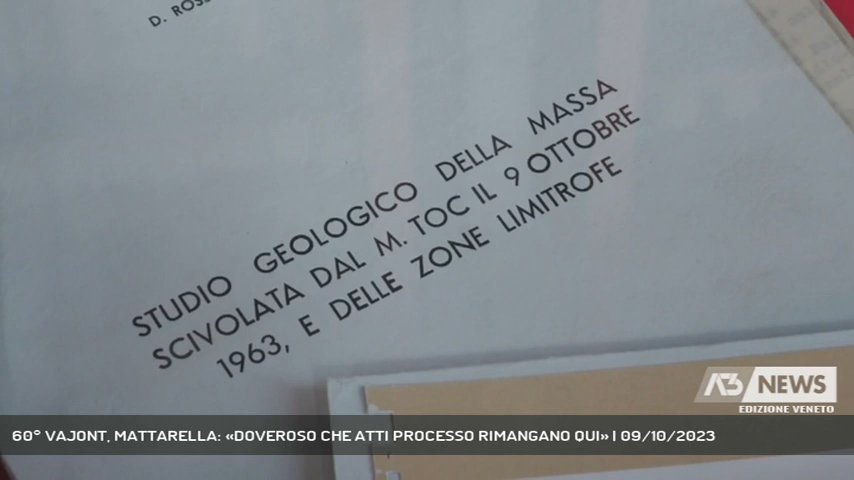 D. ROSS
STUDIO GEOLOGICO DELLA MASSA
SCIVOLATA DAL M. TOC IL 9 OTTOBRE
1963, E DELLE ZONE LIMITROFE
A3 NEWS
EDIZIONE VENETO
60° VAJONT, MATTARELLA: «DOVEROSO CHE ATTI PROCESSO RIMANGANO QUI» | 09/10/2023